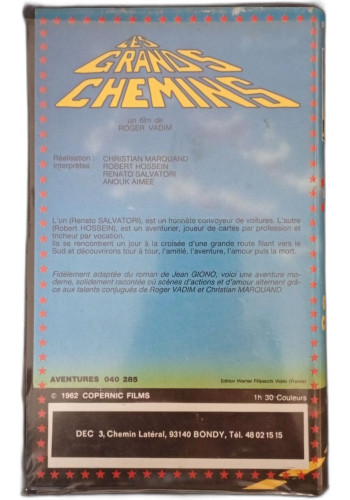 LES
GRANDS
CHEMINS
un film de
ROGER VADIM
Réalisation : CHRISTIAN MARQUAND
Interprètes : ROBERT HOSSEIN
RENATO SALVATORI
ANOUK AIMEE
L'un (Renato SALVATORI), est un honnête convoyeur de voitures. L'autre
(Robert HOSSEIN), est un aventurier, joueur de cartes par profession et
tricheur par vocation.
Ils se rencontrent un jour à la croisée d'une grande route filant vers le
Sud et découvrirons tour à tour, l'amitié, l'aventure, l'amour puis la mort.
Fidèlement adaptée du roman de Jean GIONO, voici une aventure mo-
derne, solidement racontée où scènes d'actions et d'amour alternent grâ-
ce aux talents conjugués de Roger VADIM et Christian MARQUAND.
AVENTURES 040 285
Edition Warner Filipacchi Vidéo (France)
© 1962 COPERNIC FILMS
1h 30 Couleurs
DEC 3, Chemin Latéral, 93140 BONDY, Tél. 48 02 15 15